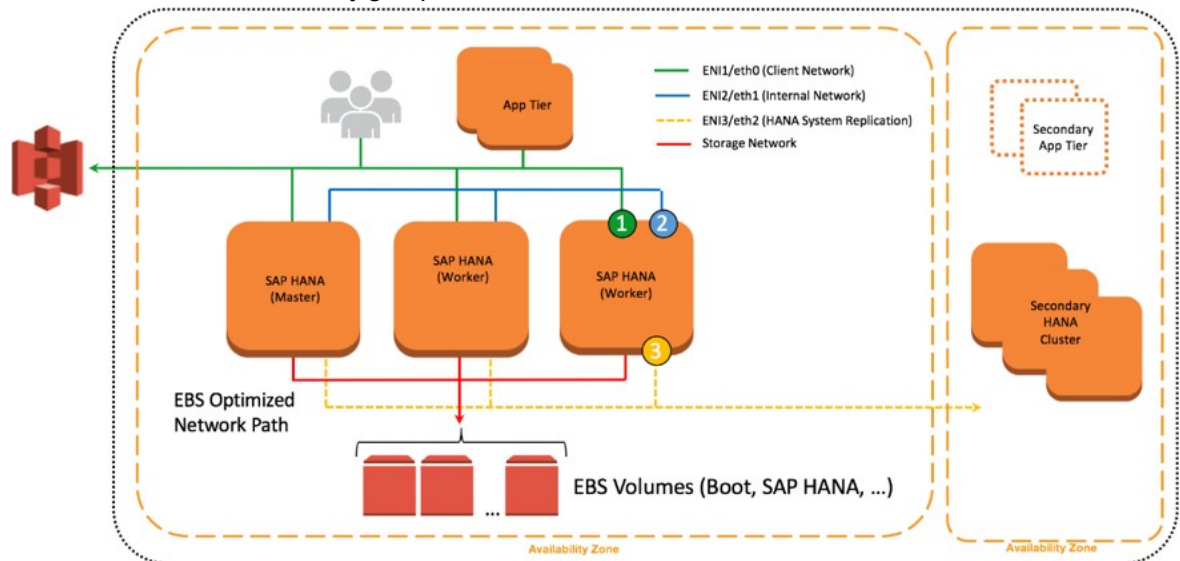 App Tier
ENI1/eth0 (Client Network)
ENI2/eth1 (Internal Network)
ENI3/eth2 (HANA System Replication)
Storage Network
Secondary
App Tier
1
2
SAP HANA
(Master)
SAP HANA
(Worker)
SAP HANA
(Worker)
3
Secondary
HANA
Cluster
EBS Optimized
Network Path
...
EBS Volumes (Boot, SAP HANA, ...)
Availability Zone
Availability Zone